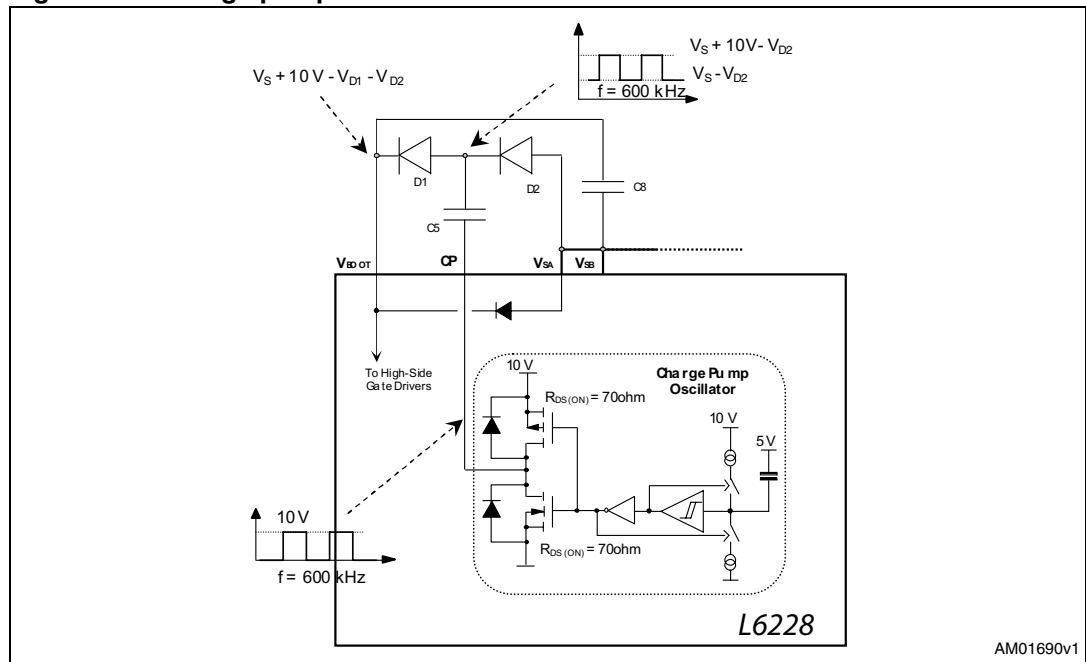 V_S + 10 V - V_D1 - V_D2
V_S + 10V - V_D2
V_S - V_D2
f = 600 kHz
D1
D2
C8
C5
V_BOOT
CP
V_SA
V_SB
To High-Side
Gate Drivers
10 V
R_DS(ON) = 70ohm
Charge Pump
Oscillator
10 V
5 V
10 V
f = 600 kHz
R_DS(ON) = 70ohm
L6228
AM01690v1